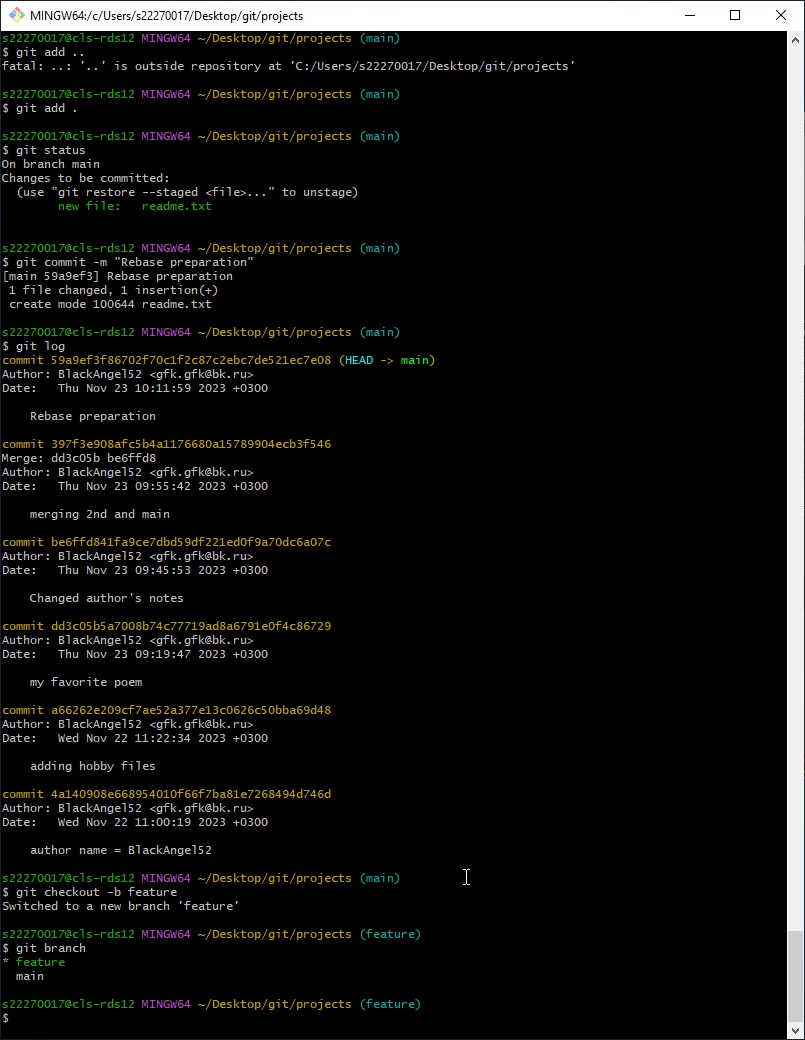 MINGW64:/c/Users/s22270017/Desktop/git/projects
s22270017@cls-rds12 MINGW64 ~/Desktop/git/projects (main)
$ git add ..
fatal: ..: '..' is outside repository at 'C:/Users/s22270017/Desktop/git/projects'
s22270017@cls-rds12 MINGW64 ~/Desktop/git/projects (main)
$ git add .
s22270017@cls-rds12 MINGW64 ~/Desktop/git/projects (main)
$ git status
On branch main
Changes to be committed:
  (use "git restore --staged <file>..." to unstage)
        new file:   readme.txt
s22270017@cls-rds12 MINGW64 ~/Desktop/git/projects (main)
$ git commit -m "Rebase preparation"
[main 59a9ef3] Rebase preparation
 1 file changed, 1 insertion(+)
 create mode 100644 readme.txt
s22270017@cls-rds12 MINGW64 ~/Desktop/git/projects (main)
$ git log
commit 59a9ef3f86702f70c1f2c87c2ebc7de521ec7e08 (HEAD -> main)
Author: BlackAngel52 <gfk.gfk@bk.ru>
Date:   Thu Nov 23 10:11:59 2023 +0300
    Rebase preparation
commit 397f3e908afc5b4a1176680a15789904ecb3f546
Merge: dd3c05b be6ffd8
Author: BlackAngel52 <gfk.gfk@bk.ru>
Date:   Thu Nov 23 09:55:42 2023 +0300
    merging 2nd and main
commit be6ffd841fa9ce7dbd59df221ed0f9a70dc6a07c
Author: BlackAngel52 <gfk.gfk@bk.ru>
Date:   Thu Nov 23 09:45:53 2023 +0300
    Changed author's notes
commit dd3c05b5a7008b74c77719ad8a6791e0f4c86729
Author: BlackAngel52 <gfk.gfk@bk.ru>
Date:   Thu Nov 23 09:19:47 2023 +0300
    my favorite poem
commit a66262e209cf7ae52a377e13c0626c50bba69d48
Author: BlackAngel52 <gfk.gfk@bk.ru>
Date:   Wed Nov 22 11:22:34 2023 +0300
    adding hobby files
commit 4a140908e668954010f66f7ba81e7268494d746d
Author: BlackAngel52 <gfk.gfk@bk.ru>
Date:   Wed Nov 22 11:00:19 2023 +0300
    author name = BlackAngel52
s22270017@cls-rds12 MINGW64 ~/Desktop/git/projects (main)
$ git checkout -b feature
Switched to a new branch 'feature'
s22270017@cls-rds12 MINGW64 ~/Desktop/git/projects (feature)
$ git branch
* feature
  main
s22270017@cls-rds12 MINGW64 ~/Desktop/git/projects (feature)
$